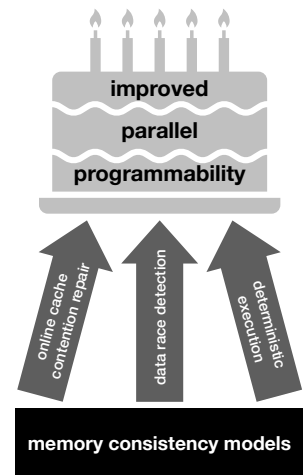 improved
parallel
programmability
online cache
contention repair
data race detection
deterministic
execution
memory consistency models